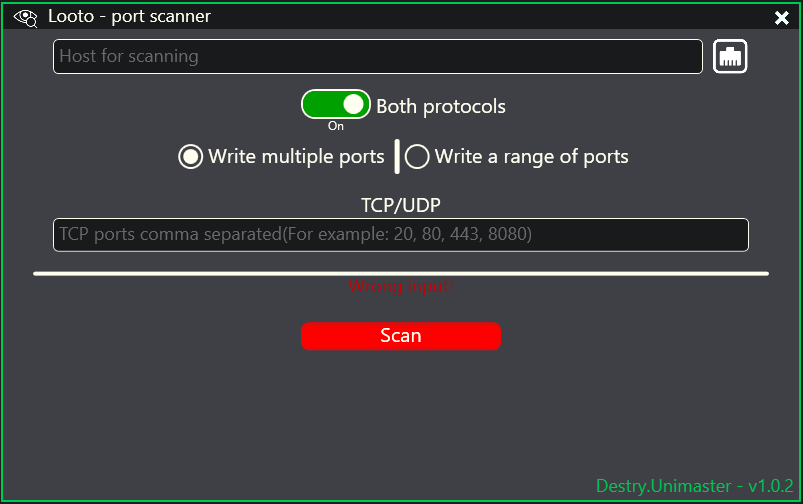 Looto - port scanner
Host for scanning
Both protocols
On
Write multiple ports
Write a range of ports
TCP/UDP
TCP ports comma separated(For example: 20, 80, 443, 8080)
Wrong input!
Scan
Destry.Unimaster - v1.0.2